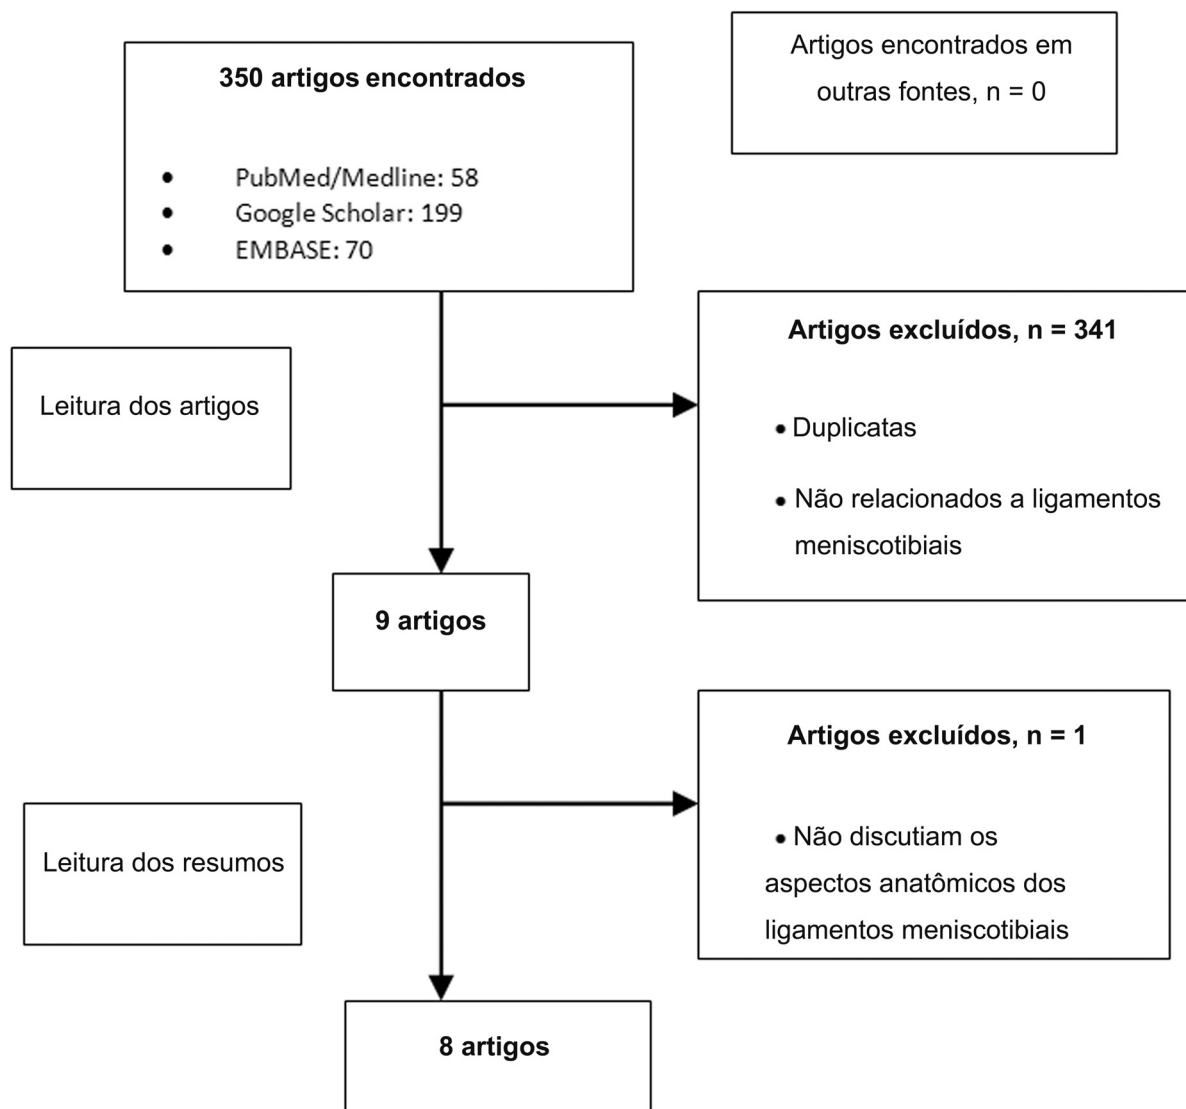 350 artigos encontrados
• PubMed/Medline: 58
• Google Scholar: 199
• EMBASE: 70
Artigos encontrados em
outras fontes, n = 0
Leitura dos artigos
Artigos excluídos, n = 341
• Duplicatas
• Não relacionados a ligamentos
meniscotibiais
9 artigos
Leitura dos resumos
Artigos excluídos, n = 1
• Não discutiam os
aspectos anatômicos dos
ligamentos meniscotibiais
8 artigos